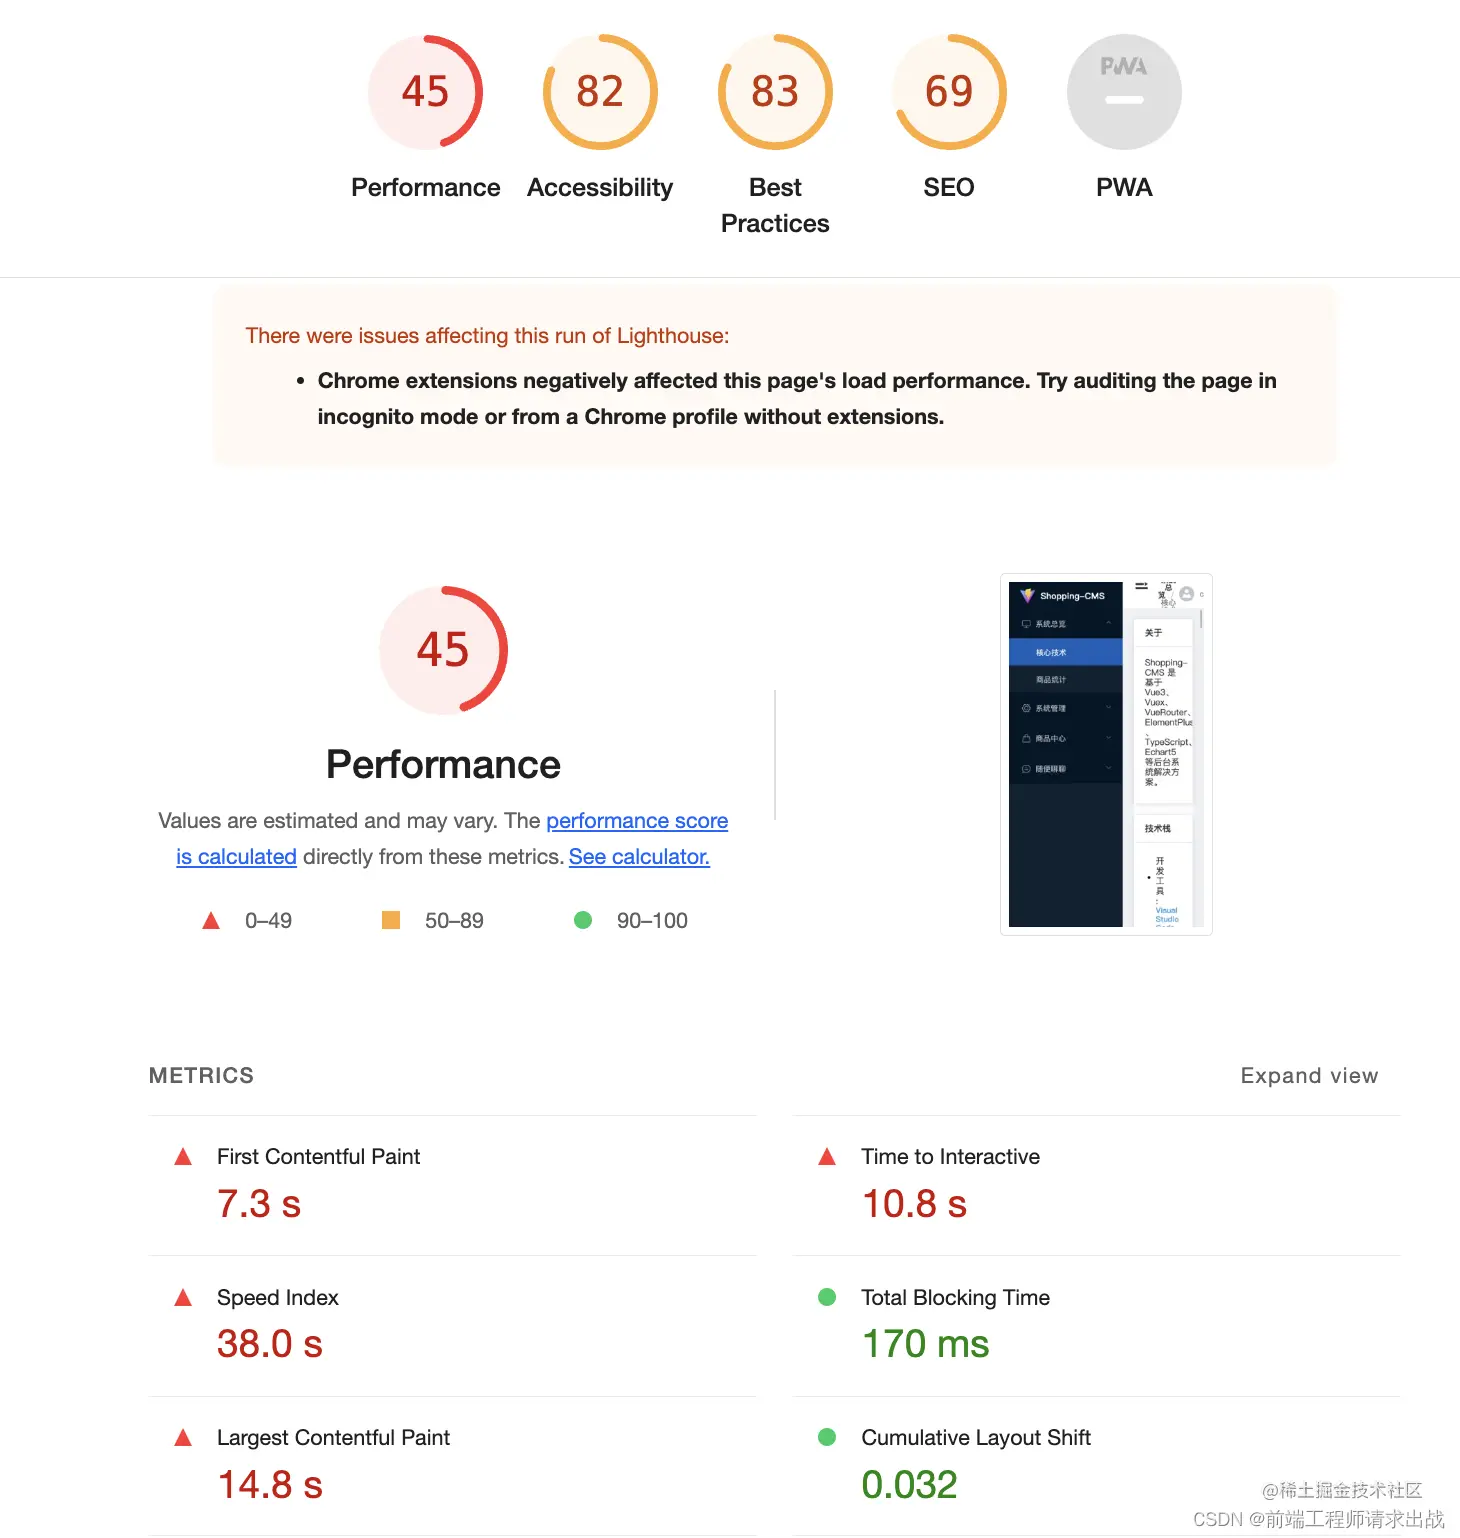 45
82
83
69
PWA
Performance
Accessibility
Best
Practices
SEO
PWA
There were issues affecting this run of Lighthouse:
• Chrome extensions negatively affected this page's load performance. Try auditing the page in
incognito mode or from a Chrome profile without extensions.
45
Performance
Values are estimated and may vary. The performance score
is calculated directly from these metrics. See calculator.
0–49
50–89
90–100
Shopping-CMS
系统总览
核心技术
商品统计
系统管理
商品中心
随便聊聊
总
览 /
核心
关于
Shopping-
CMS 是
基于
Vue3、
Vuex、
VueRouter、
ElementPlus
、
TypeScript、
Echart5
等后台系
统解决方
案。
技术栈
• 开
发
工
具
:
Visual
Studio
METRICS
Expand view
First Contentful Paint
7.3 s
Time to Interactive
10.8 s
Speed Index
38.0 s
Total Blocking Time
170 ms
Largest Contentful Paint
14.8 s
Cumulative Layout Shift
0.032
@稀土掘金技术社区
CSDN @前端工程师请求出战